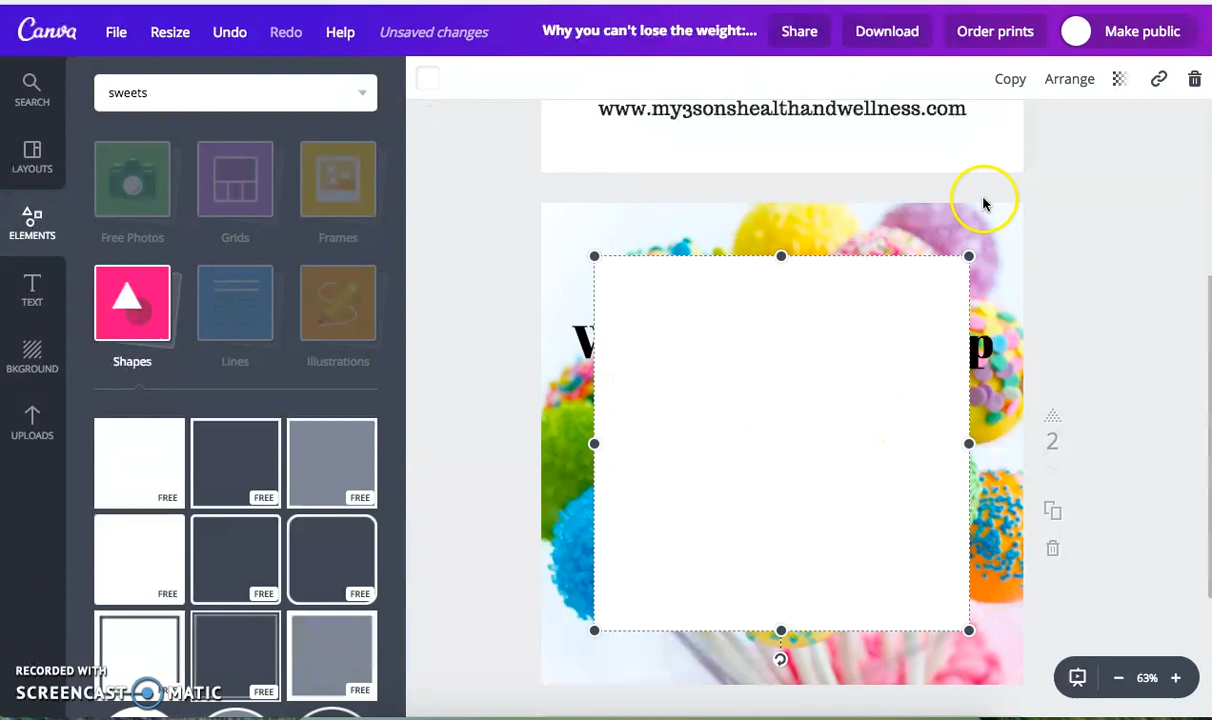 Canva File Resize Undo Redo Help Unsaved changes Why you can't lose the weight:... Share Download Order prints Make public
sweets
Copy Arrange
SEARCH
LAYOUTS
ELEMENTS
TEXT
BKGROUND
UPLOADS
Free Photos Grids Frames
Shapes Lines Illustrations
FREE FREE FREE
FREE FREE FREE
FREE FREE
www.my3sonshealthandwellness.com
W p
2
63%
RECORDED WITH
SCREENCAST MATIC